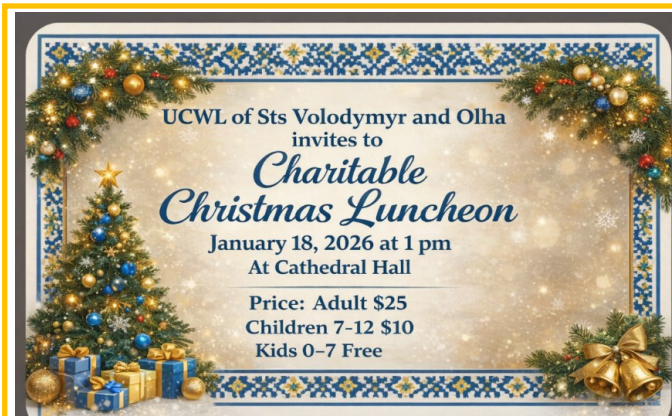 UCWL of Sts Volodymyr and Olha
invites to
Charitable
Christmas Luncheon
January 18, 2026 at 1 pm
At Cathedral Hall
Price: Adult $25
Children 7-12 $10
Kids 0–7 Free